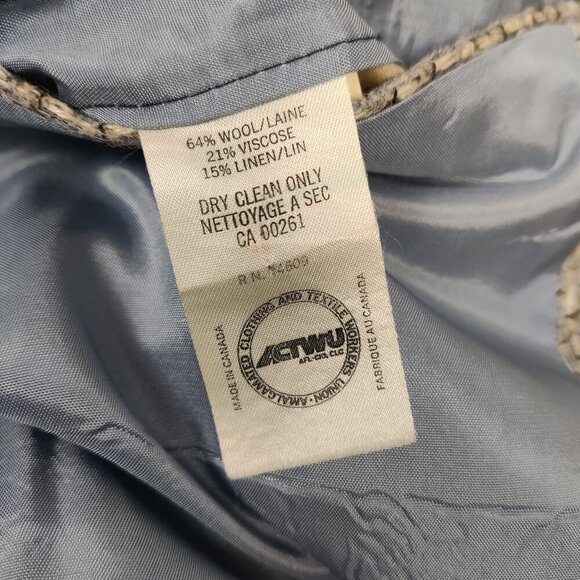 64% WOOL/LAINE
21% VISCOSE
15% LINEN/LIN
DRY CLEAN ONLY
NETTOYAGE A SEC
CA 00261
R N. 74609
MADE IN CANADA
AMALGAMATED CLOTHING AND TEXTILE WORKERS UNION •
ACTWU
AFL-CIO, CLC
FABRIQUE AU CANADA